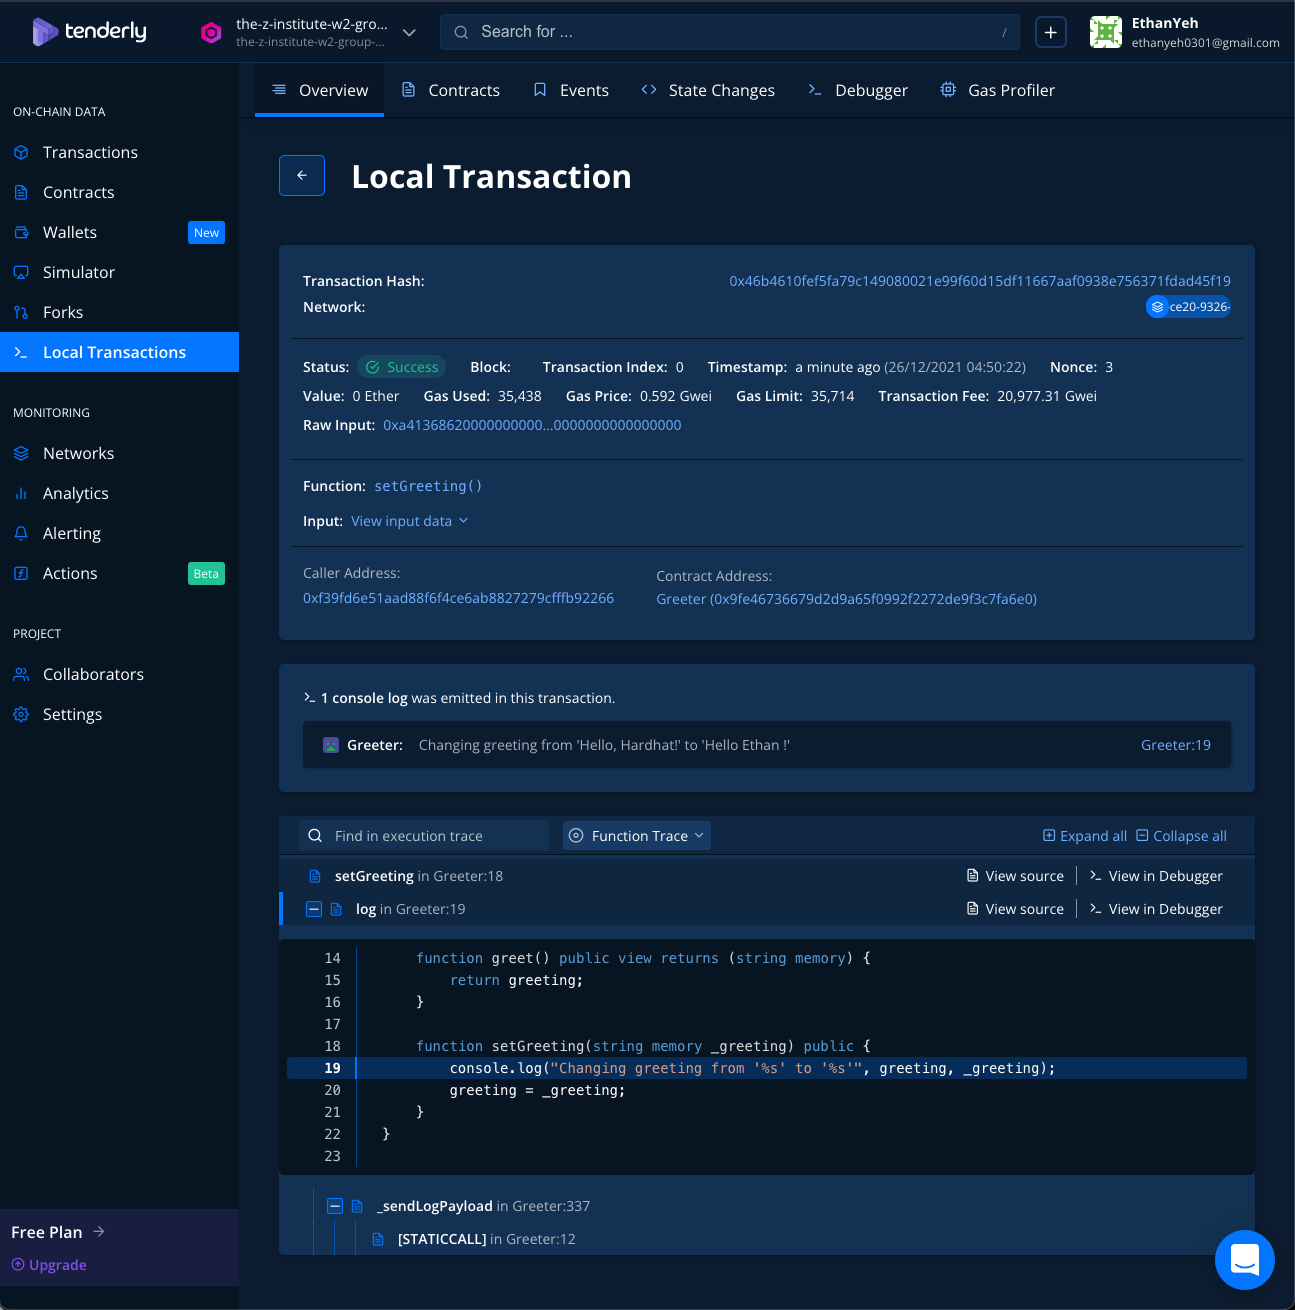 tenderly
the-z-institute-w2-gro...
the-z-institute-w2-group-...
Search for ...
/
EthanYeh
ethanyeh0301@gmail.com
Overview
Contracts
Events
State Changes
Debugger
Gas Profiler
ON-CHAIN DATA
Transactions
Contracts
Wallets
New
Simulator
Forks
Local Transactions
MONITORING
Networks
Analytics
Alerting
Actions
Beta
PROJECT
Collaborators
Settings
Free Plan
Upgrade
Local Transaction
Transaction Hash: 0x46b4610fef5fa79c149080021e99f60d15df11667aaf0938e756371fdad45f19
Network: ce20-9326-
Status: Success Block: Transaction Index: 0 Timestamp: a minute ago (26/12/2021 04:50:22) Nonce: 3
Value: 0 Ether Gas Used: 35,438 Gas Price: 0.592 Gwei Gas Limit: 35,714 Transaction Fee: 20,977.31 Gwei
Raw Input: 0xa41368620000000000...0000000000000000
Function: setGreeting()
Input: View input data
Caller Address:
0xf39fd6e51aad88f6f4ce6ab8827279cfffb92266
Contract Address:
Greeter (0x9fe46736679d2d9a65f0992f2272de9f3c7fa6e0)
1 console log was emitted in this transaction.
Greeter: Changing greeting from 'Hello, Hardhat!' to 'Hello Ethan !' Greeter:19
Find in execution trace
Function Trace
Expand all
Collapse all
setGreeting in Greeter:18 View source View in Debugger
log in Greeter:19 View source View in Debugger
14 function greet() public view returns (string memory) {
15 return greeting;
16 }
17
18 function setGreeting(string memory _greeting) public {
19 console.log("Changing greeting from '%s' to '%s'", greeting, _greeting);
20 greeting = _greeting;
21 }
22 }
23
_sendLogPayload in Greeter:337
[STATICCALL] in Greeter:12